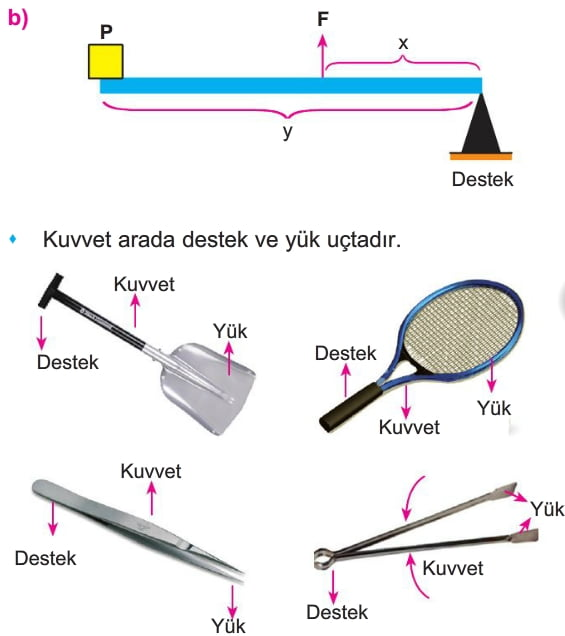 b)
P
F
x
y
Destek
♦ Kuvvet arada destek ve yük uçtadır.
Kuvvet
Yük
Destek
Destek
Kuvvet
Yük
Kuvvet
Destek
Yük
Yük
Kuvvet
Destek